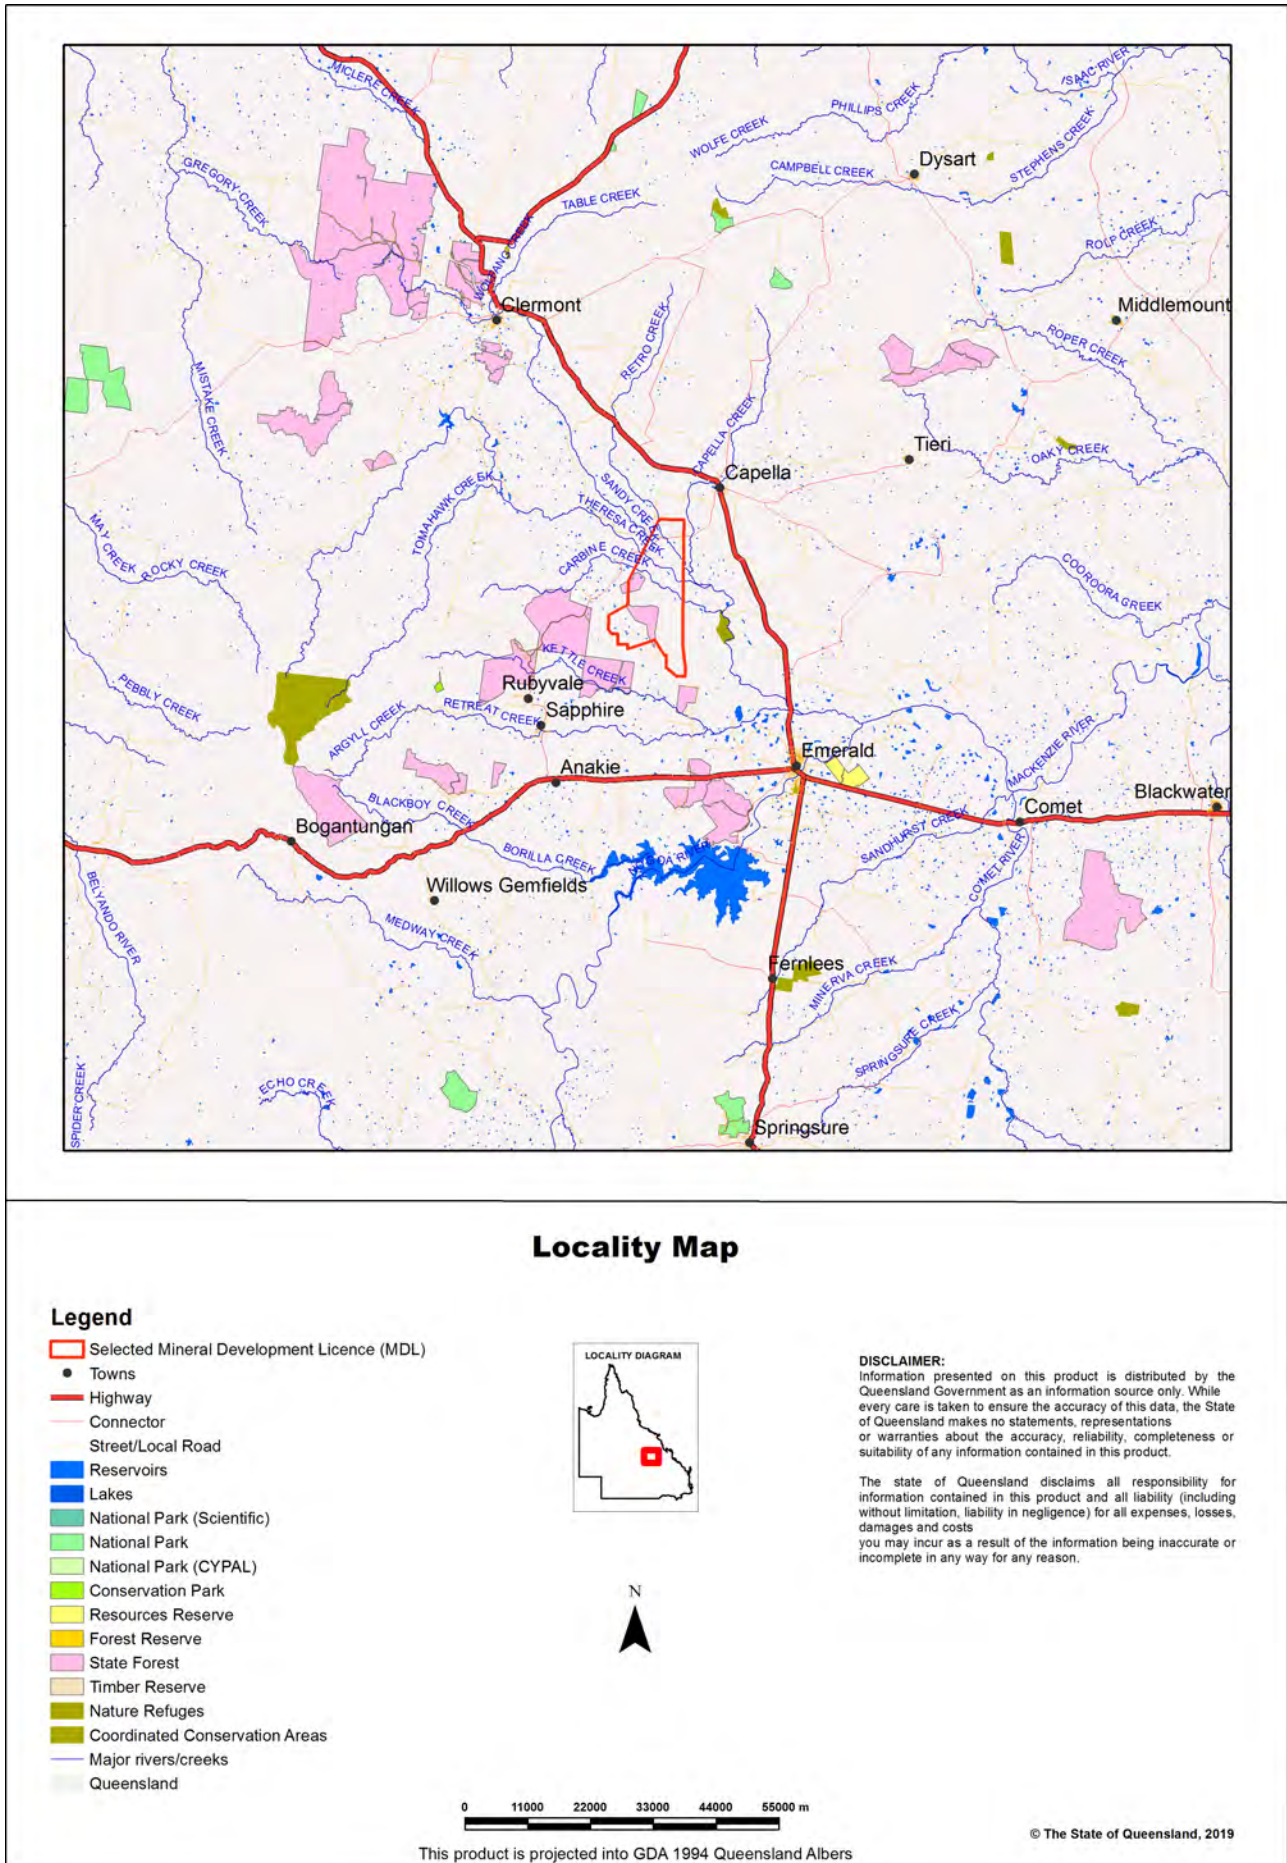 MICLERE CREEK
ISAAC RIVER
PHILLIPS CREEK
WOLFE CREEK
STEPHENS CREEK
GREGORY CREEK
CAMPBELL CREEK
Dysart
TABLE CREEK
ROLF CREEK
WOLFANG CREEK
Clermont
Middlemount
RETRO CREEK
ROPER CREEK
MISTAKE CREEK
CAPELLA CREEK
Tieri
OAKY CREEK
Capella
TOMAHAWK CREEK
SANDY CREEK
THERESA CREEK
MAY CREEK
ROCKY CREEK
CARBINE CREEK
COOROORA CREEK
KETTLE CREEK
PEBBLY CREEK
Rubyvale
RETREAT CREEK
Sapphire
ARGYLL CREEK
MACKENZIE RIVER
Emerald
Anakie
Blackwater
BLACKBOY CREEK
Comet
Bogantungan
SANDHURST CREEK
BORILLA CREEK
COMET RIVER
Willows Gemfields
BELYANDO RIVER
MEDWAY CREEK
Fernlees
MINERVA CREEK
SPRINGSURE CREEK
ECHO CREEK
SPIDER CREEK
Springsure
Locality Map
Legend
Selected Mineral Development Licence (MDL)
Towns
Highway
Connector
Street/Local Road
Reservoirs
Lakes
National Park (Scientific)
National Park
National Park (CYPAL)
Conservation Park
Resources Reserve
Forest Reserve
State Forest
Timber Reserve
Nature Refuges
Coordinated Conservation Areas
Major rivers/creeks
Queensland
LOCALITY DIAGRAM
N
DISCLAIMER:
Information presented on this product is distributed by the
Queensland Government as an information source only. While
every care is taken to ensure the accuracy of this data, the State
of Queensland makes no statements, representations
or warranties about the accuracy, reliability, completeness or
suitability of any information contained in this product.
The state of Queensland disclaims all responsibility for
information contained in this product and all liability (including
without limitation, liability in negligence) for all expenses, losses,
damages and costs
you may incur as a result of the information being inaccurate or
incomplete in any way for any reason.
0 11000 22000 33000 44000 55000 m
This product is projected into GDA 1994 Queensland Albers
© The State of Queensland, 2019